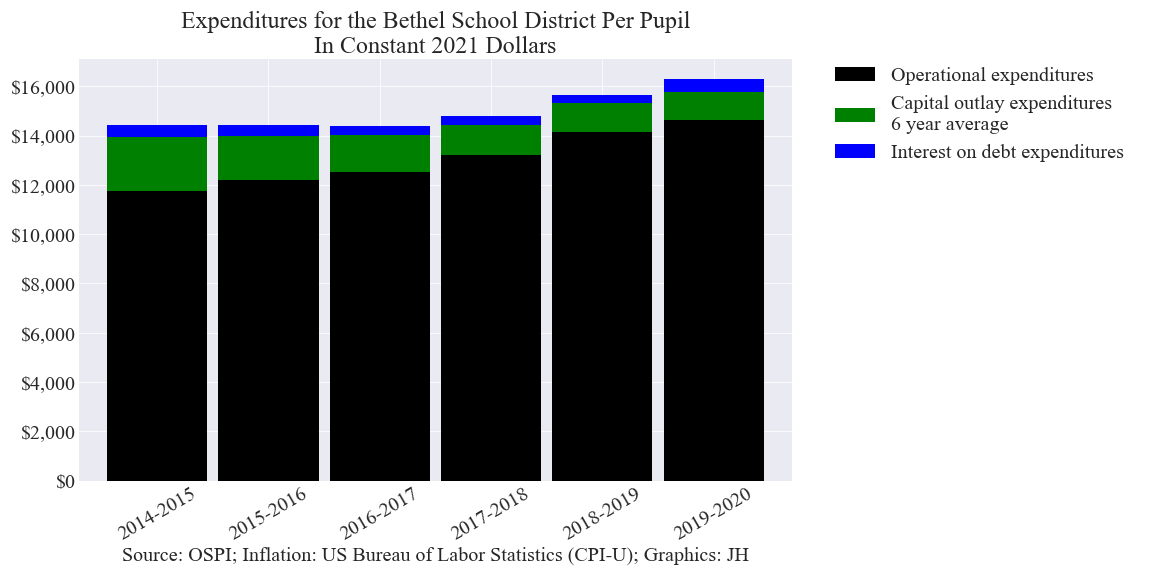 Expenditures for the Bethel School District Per Pupil
In Constant 2021 Dollars
$16,000
$14,000
$12,000
$10,000
$8,000
$6,000
$4,000
$2,000
$0
2014-2015
2015-2016
2016-2017
2017-2018
2018-2019
2019-2020
Source: OSPI; Inflation: US Bureau of Labor Statistics (CPI-U); Graphics: JH
Operational expenditures
Capital outlay expenditures
6 year average
Interest on debt expenditures